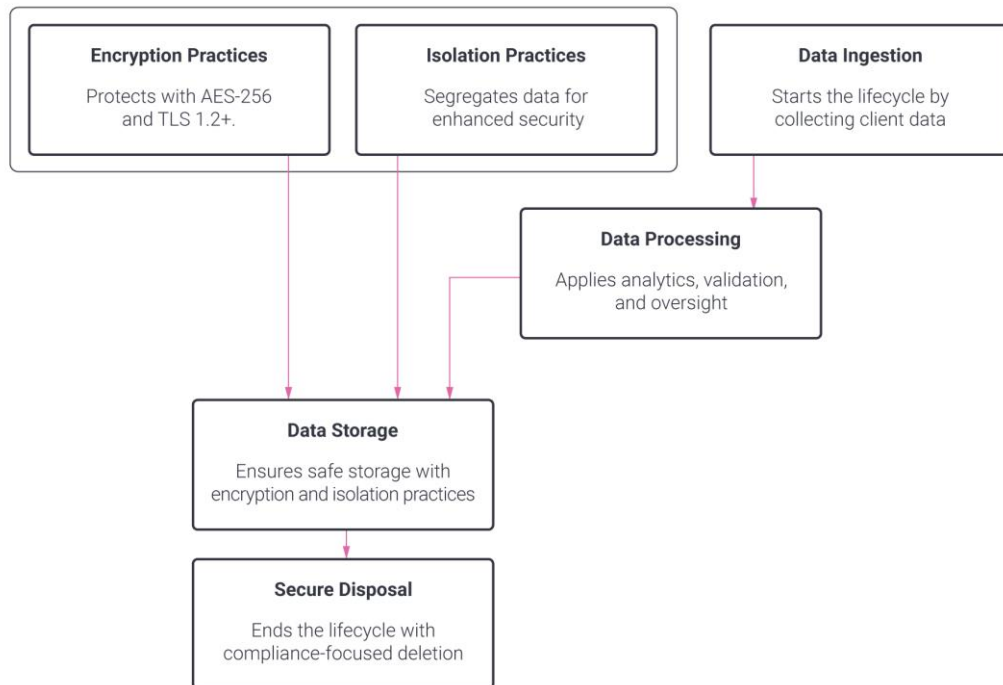 Encryption Practices
Protects with AES-256
and TLS 1.2+.
Isolation Practices
Segregates data for
enhanced security
Data Ingestion
Starts the lifecycle by
collecting client data
Data Processing
Applies analytics, validation,
and oversight
Data Storage
Ensures safe storage with
encryption and isolation practices
Secure Disposal
Ends the lifecycle with
compliance-focused deletion